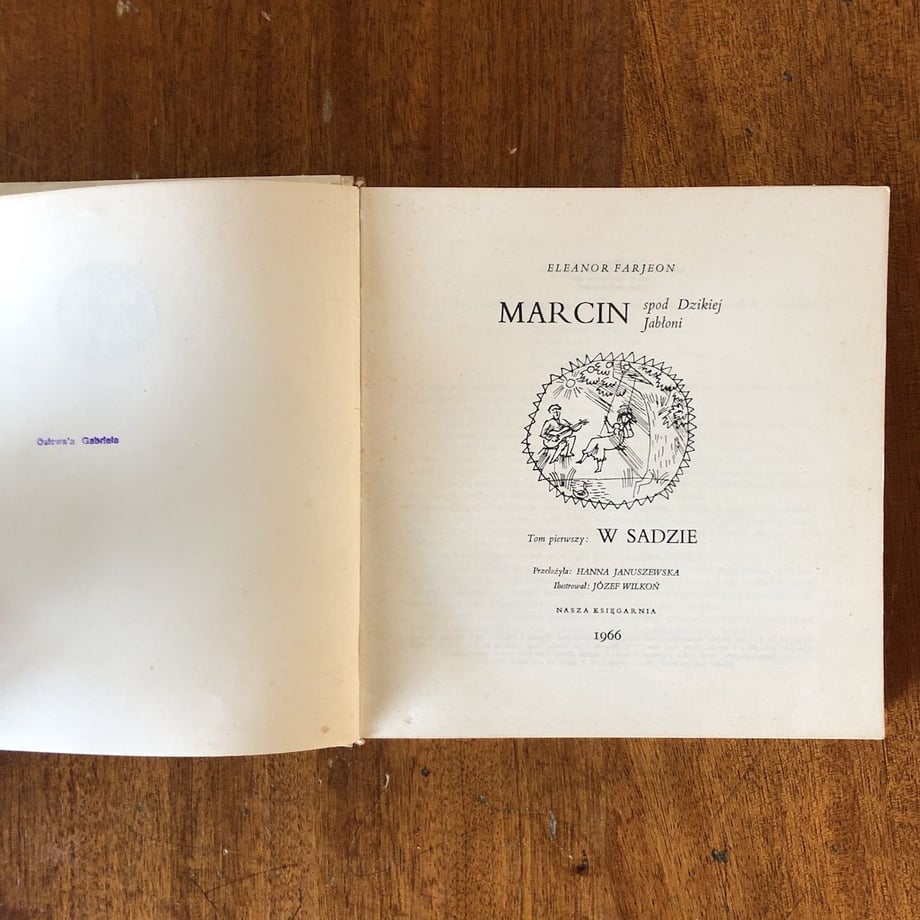 Gabriela
ELEANOR FARJEON
MARCIN spod Dzikiej
Jabłoni
Tom pierwszy: W SADZIE
Przełożyła: HANNA JANUSZEWSKA
Ilustrował: JÓZEF WILKOŃ
NASZA KSIĘGARNIA
1966